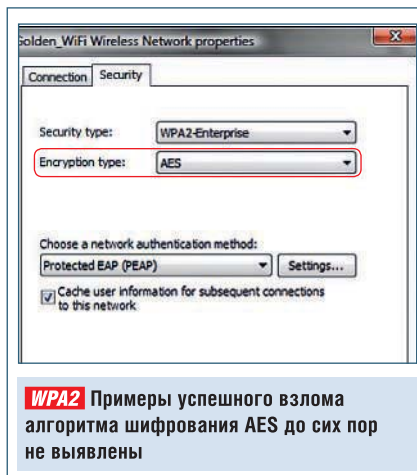 Golden_WiFi Wireless Network properties
Connection
Security
Security type:
WPA2-Enterprise
Encryption type:
AES
Choose a network authentication method:
Protected EAP (PEAP)
Settings...
Cache user information for subsequent connections
to this network
WPA2 Примеры успешного взлома
алгоритма шифрования AES до сих пор
не выявлены